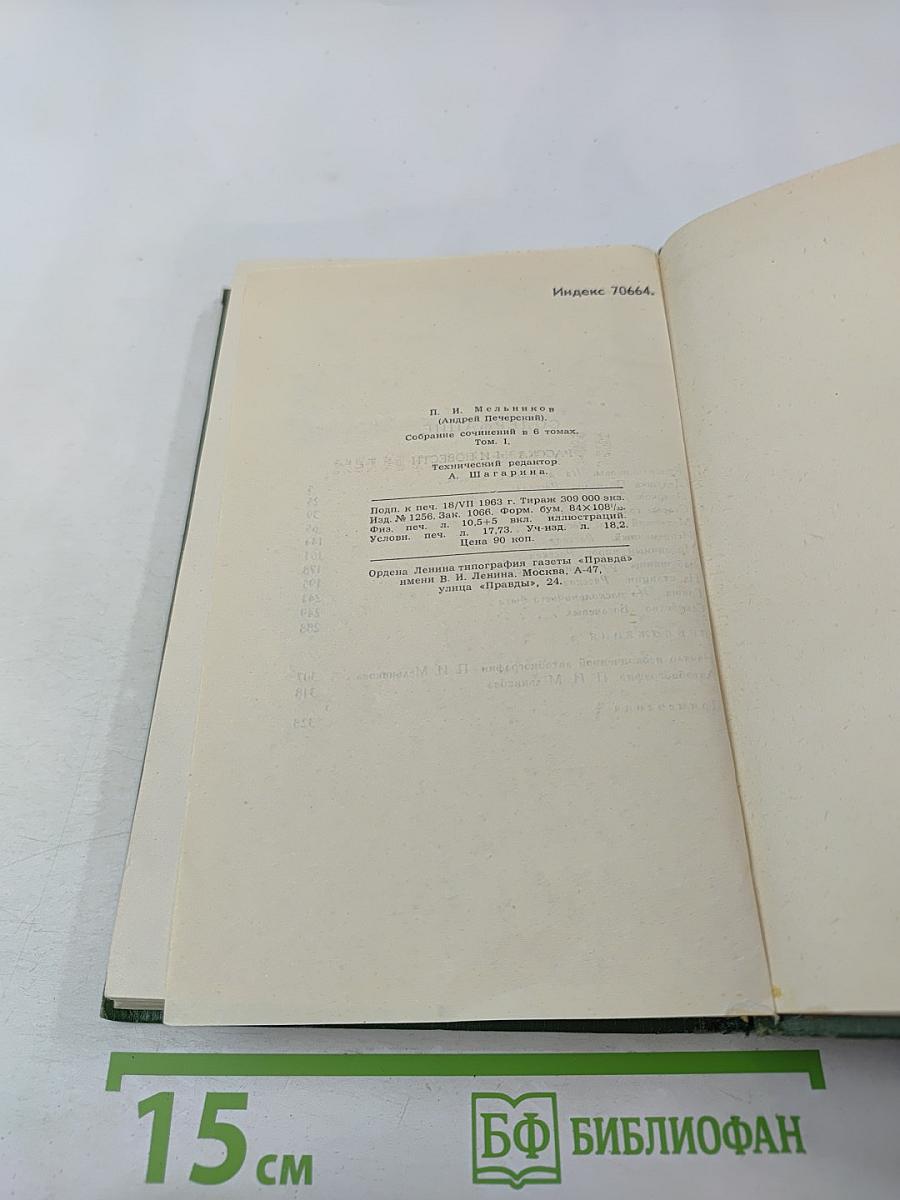 Индекс 70664.
П. И. Мельников
(Андрей Печерский).
Собрание сочинений в 6 томах.
Том. I.
Технический редактор
А. Шагарина.
Подп. к печ. 18/VII 1963 г. Тираж 309 000 экз.
Изд. № 1256. Зак. 1066. Форм. бум. 84×108¹/₃₂.
Физ. печ. л. 10,5+5 вкл. иллюстраций.
Условн. печ. л. 17,73. Уч-изд. л. 18,2.
Цена 90 коп.
Ордена Ленина типография газеты «Правда»
имени В. И. Ленина. Москва, А-47,
улица «Правды», 24.
15 см
БФ БИБЛИОФАН